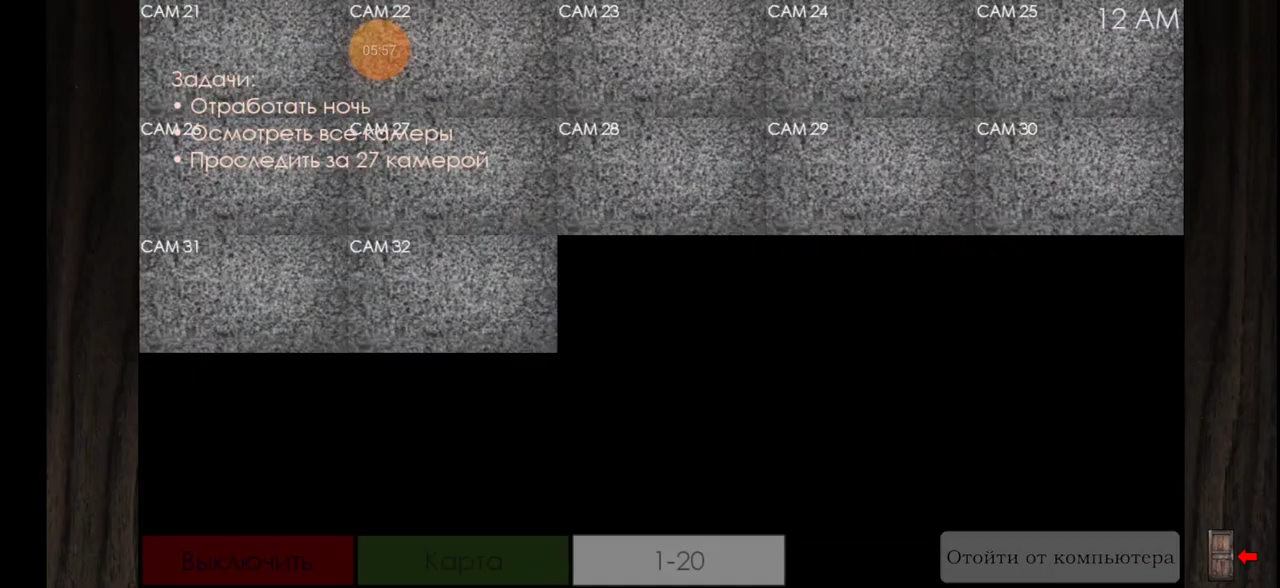 CAM 21 CAM 22 CAM 23 CAM 24 CAM 25 12 AM
05:57
Задачи:
• Отработать ночь
CAM 26 CAM 27 CAM 28 CAM 29 CAM 30
• Осмотреть все камеры
• Проследить за 27 камерой
CAM 31 CAM 32
Выключить Карта 1-20 Отойти от компьютера